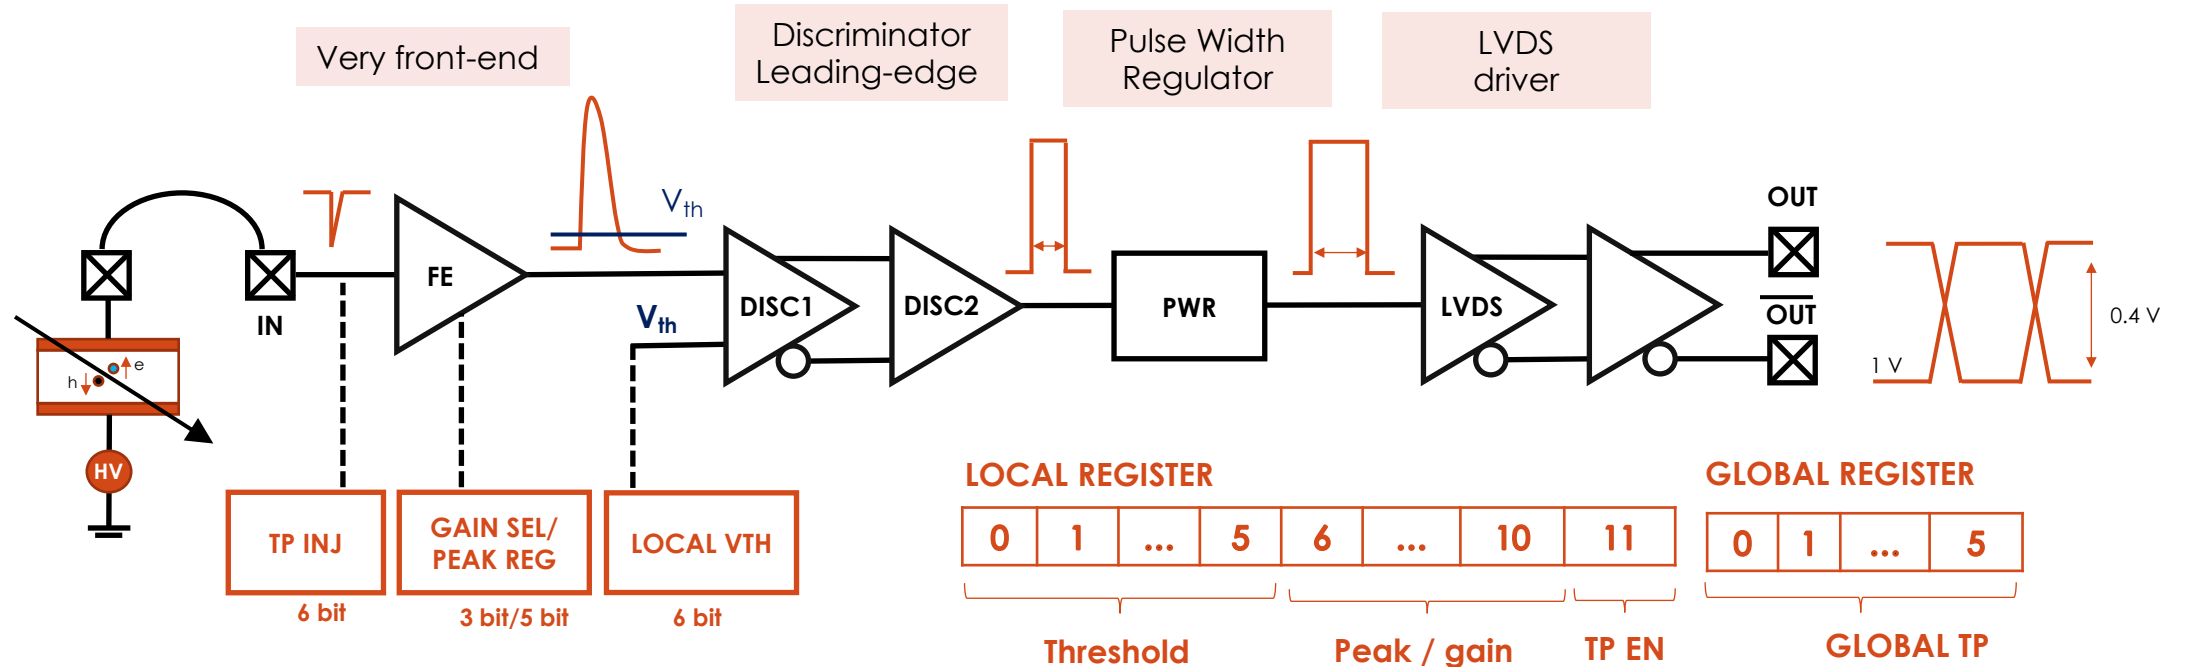 Very front-end
Discriminator
Leading-edge
Pulse Width
Regulator
LVDS
driver
Vth
OUT
FE
DISC1
DISC2
PWR
LVDS
IN
Vth
OUT
0.4 V
1 V
e
h
HV
TP INJ
GAIN SEL/
PEAK REG
LOCAL VTH
6 bit
3 bit/5 bit
6 bit
LOCAL REGISTER
0 1 ... 5 6 ... 10 11
Threshold
Peak / gain
TP EN
GLOBAL REGISTER
0 1 ... 5
GLOBAL TP